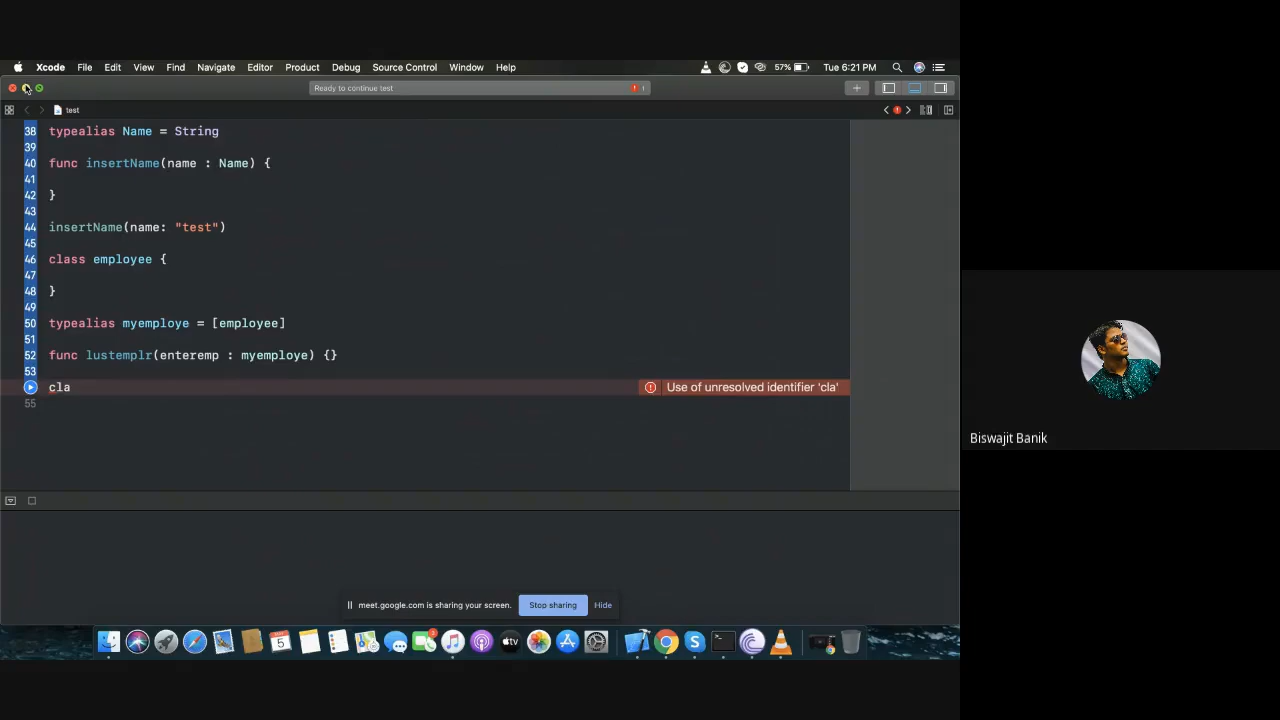 Xcode File Edit View Find Navigate Editor Product Debug Source Control Window Help 57% Tue 6:21 PM
Ready to continue test 1
test
38 typealias Name = String
39
40 func insertName(name : Name) {
41
42 }
43
44 insertName(name: "test")
45
46 class employee {
47
48 }
49
50 typealias myemploye = [employee]
51
52 func lustemplr(enteremp : myemploye) {}
53
cla Use of unresolved identifier 'cla'
55
Biswajit Banik
meet.google.com is sharing your screen. Stop sharing Hide
5
tv